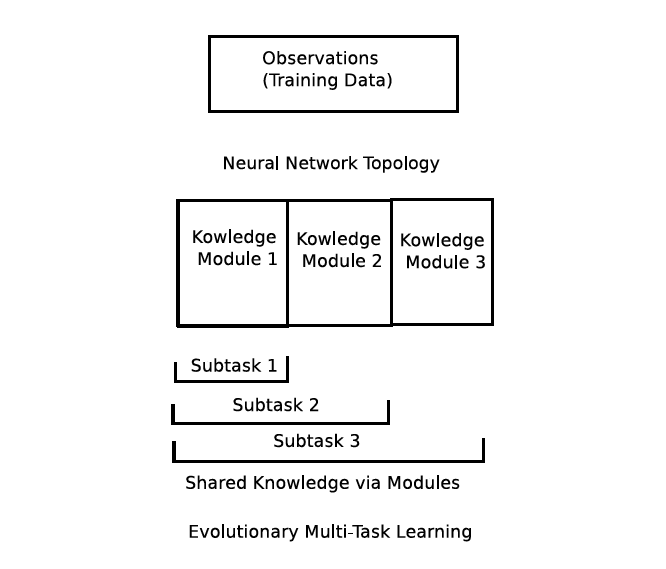 Observations
(Training Data)
Neural Network Topology
Kowledge
Module 1
Kowledge
Module 2
Kowledge
Module 3
Subtask 1
Subtask 2
Subtask 3
Shared Knowledge via Modules
Evolutionary Multi-Task Learning